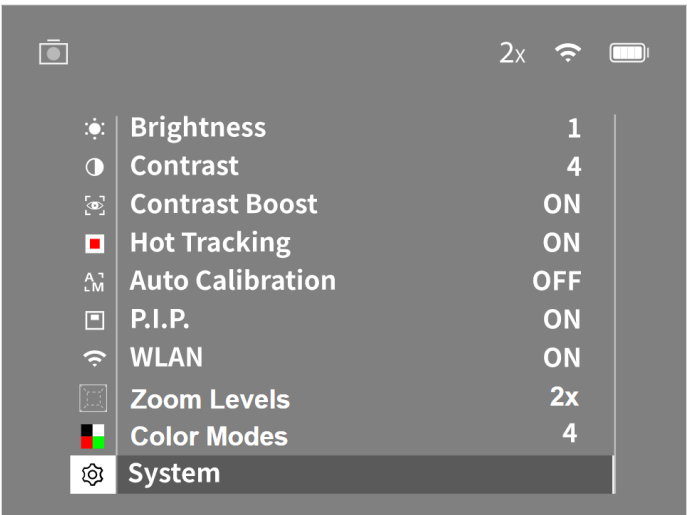 2x
Brightness 1
Contrast 4
Contrast Boost ON
Hot Tracking ON
A M Auto Calibration OFF
P.I.P. ON
WLAN ON
Zoom Levels 2x
Color Modes 4
System